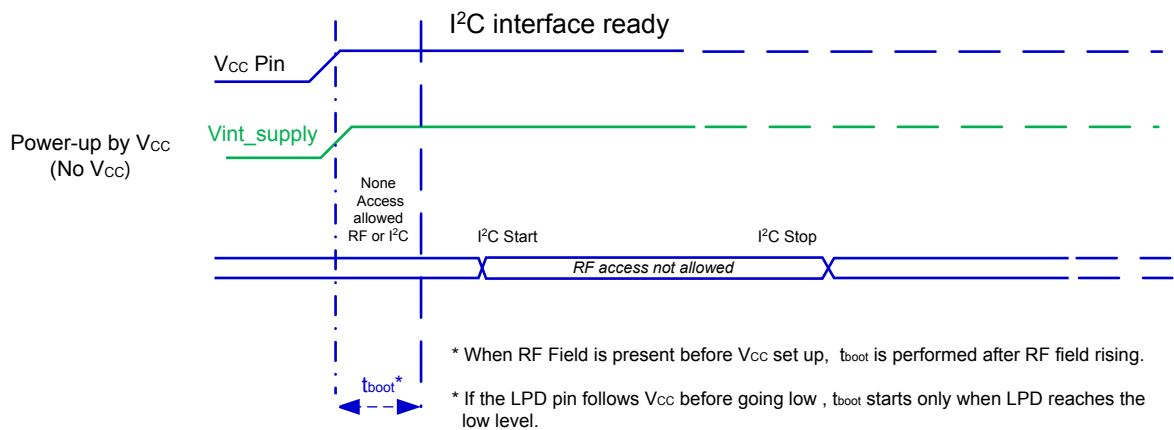 I²C interface ready
VCC Pin
Vint_supply
Power-up by VCC
(No VCC)
None
Access
allowed
RF or I²C
I²C Start
I²C Stop
RF access not allowed
* When RF Field is present before VCC set up, tboot is performed after RF field rising.
tboot*
* If the LPD pin follows VCC before going low , tboot starts only when LPD reaches the
low level.